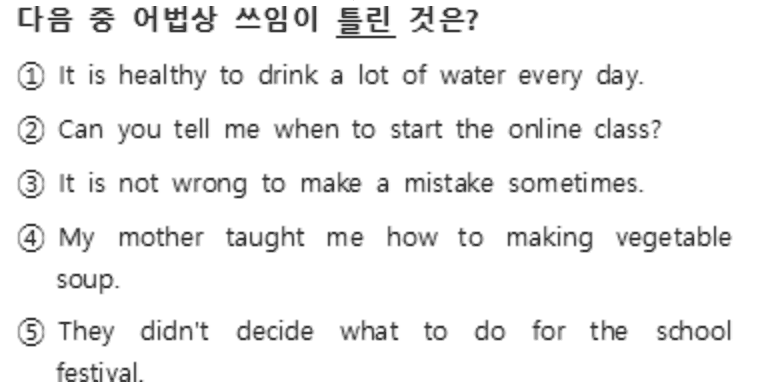 다음 중 어법상 쓰임이 틀린 것은?
① It is healthy to drink a lot of water every day.
② Can you tell me when to start the online class?
③ It is not wrong to make a mistake sometimes.
④ My mother taught me how to making vegetable
soup.
⑤ They didn't decide what to do for the school
festival.